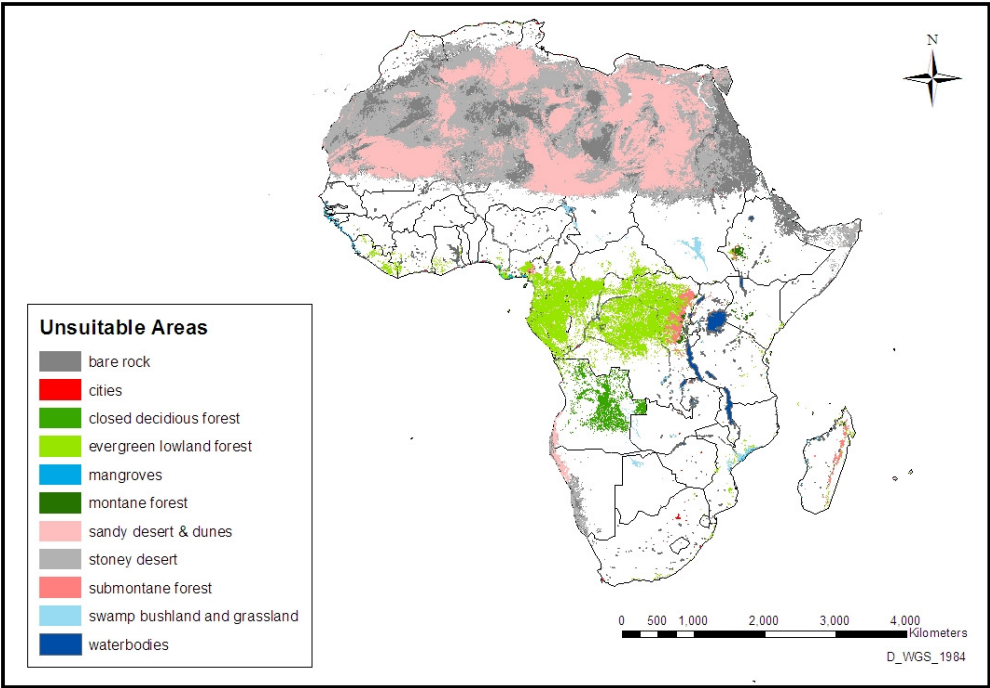 N
Unsuitable Areas
bare rock
cities
closed decidious forest
evergreen lowland forest
mangroves
montane forest
sandy desert & dunes
stoney desert
submontane forest
swamp bushland and grassland
waterbodies
0 500 1,000 2,000 3,000 4,000
Kilometers
D_WGS_1984